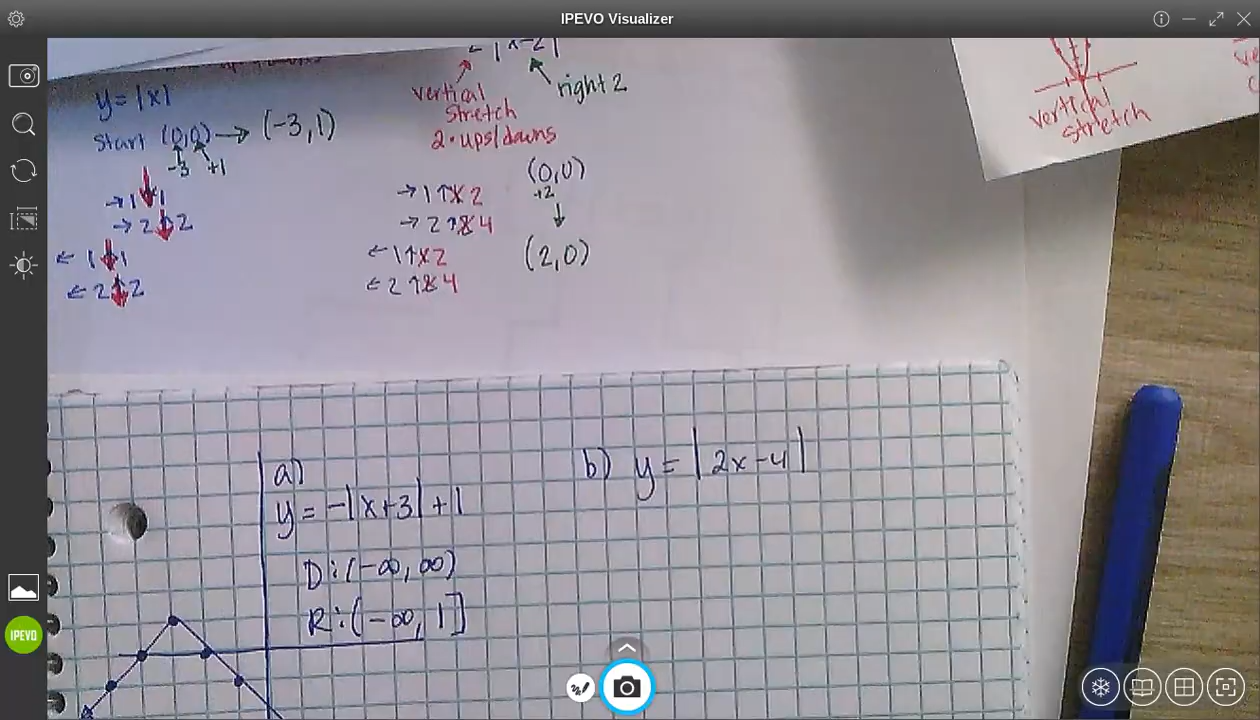 IPEVO Visualizer
← |x-2|
y = |x|
vertical
stretch
2·ups/downs
right 2
Start (0,0) → (-3,1)
-3 +1
→ 1 ↓ 1
→ 2 ↓ 2
← 1 ↓ 1
← 2 ↓ 2
→ 1 ↑ 2
→ 2 ↑ 4
← 1 ↑ 2
← 2 ↑ 4
(0,0)
+2
↓
(2,0)
vertical
stretch
a)
y = -|x+3| + 1
D: (-∞, ∞)
R: (-∞, 1]
b) y = |2x-4|
IPEVO